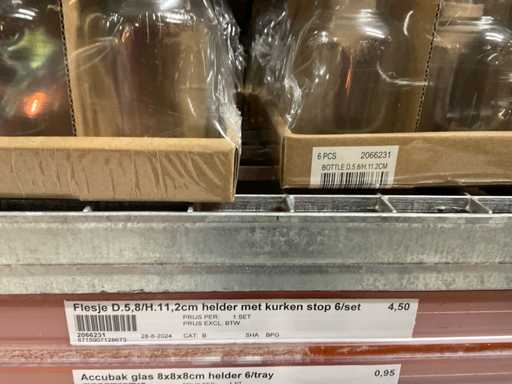 6 PCS 2066231
BOTTLE D.5,8/H.11,2CM
Flesje D.5,8/H.11,2cm helder met kurken stop 6/set 4,50
PRIJS PER. 1 SET
PRIJS EXCL. BTW
2066231 28-8-2024 CAT: B SHA BPG
8719007128673
Accubak glas 8x8x8cm helder 6/tray 0,95